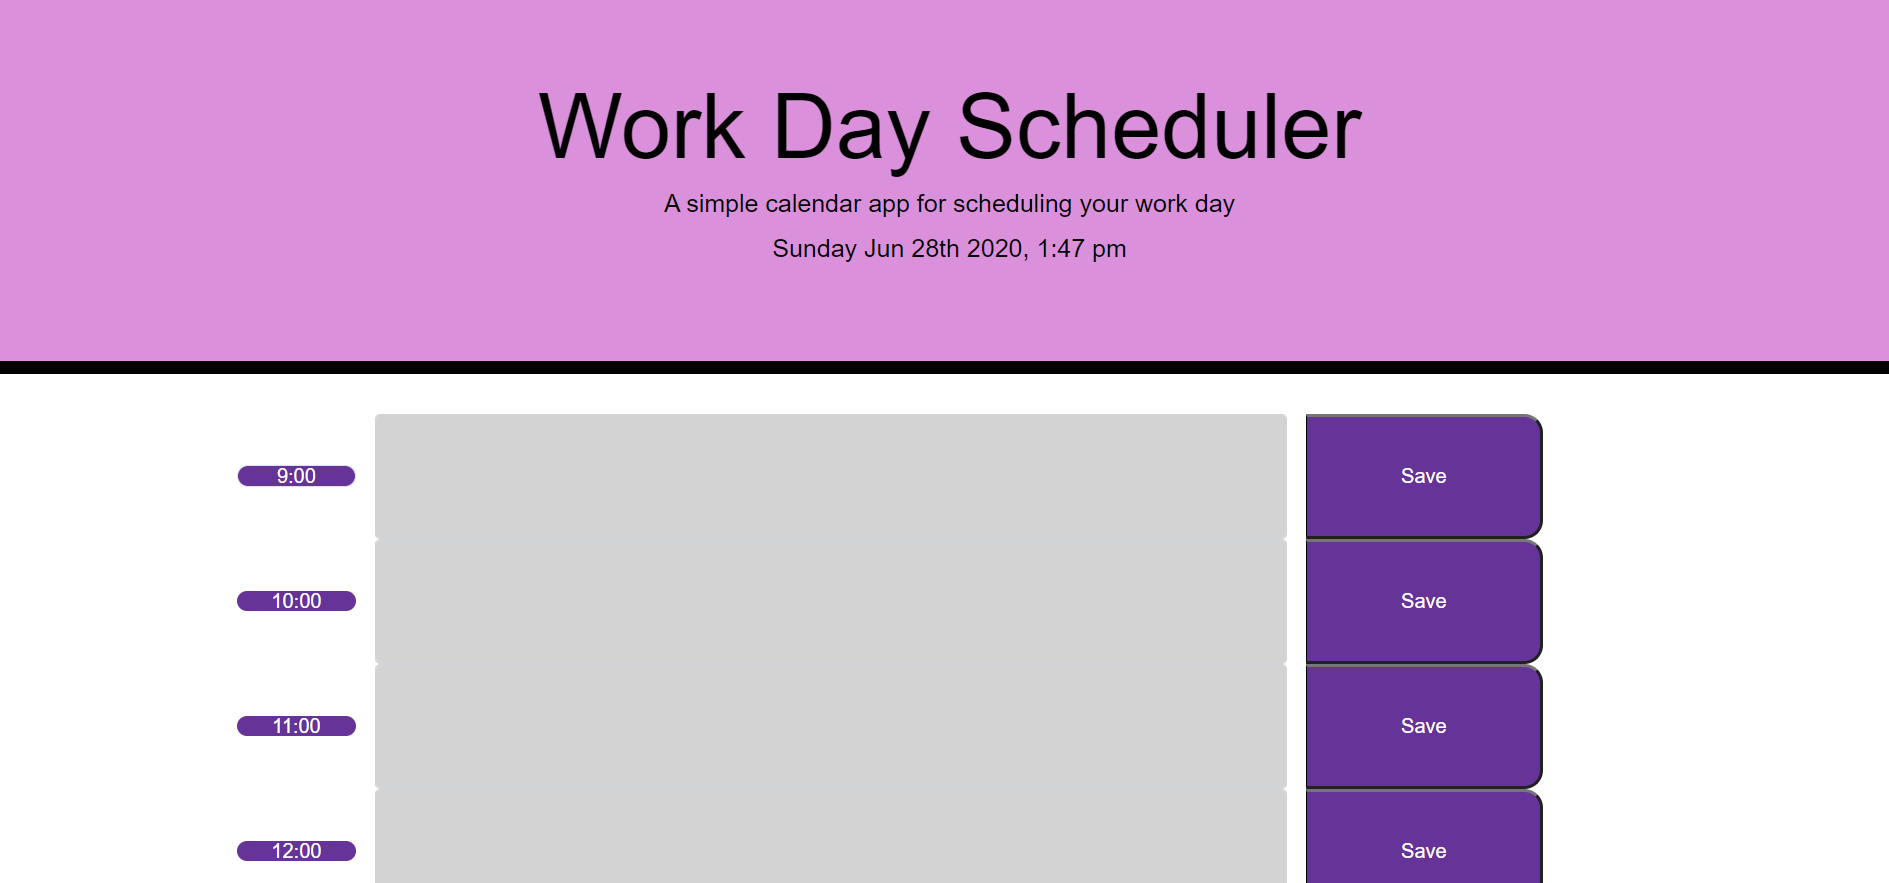 Work Day Scheduler
A simple calendar app for scheduling your work day
Sunday Jun 28th 2020, 1:47 pm
9:00 Save
10:00 Save
11:00 Save
12:00 Save